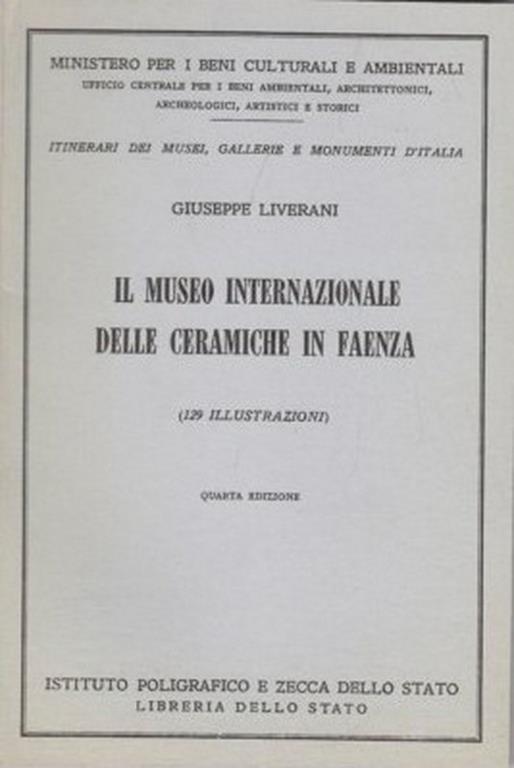 MINISTERO PER I BENI CULTURALI E AMBIENTALI
UFFICIO CENTRALE PER I BENI AMBIENTALI, ARCHITETTONICI,
ARCHEOLOGICI, ARTISTICI E STORICI
ITINERARI DEI MUSEI, GALLERIE E MONUMENTI D'ITALIA
GIUSEPPE LIVERANI
IL MUSEO INTERNAZIONALE
DELLE CERAMICHE IN FAENZA
(129 ILLUSTRAZIONI)
QUARTA EDIZIONE
ISTITUTO POLIGRAFICO E ZECCA DELLO STATO
LIBRERIA DELLO STATO